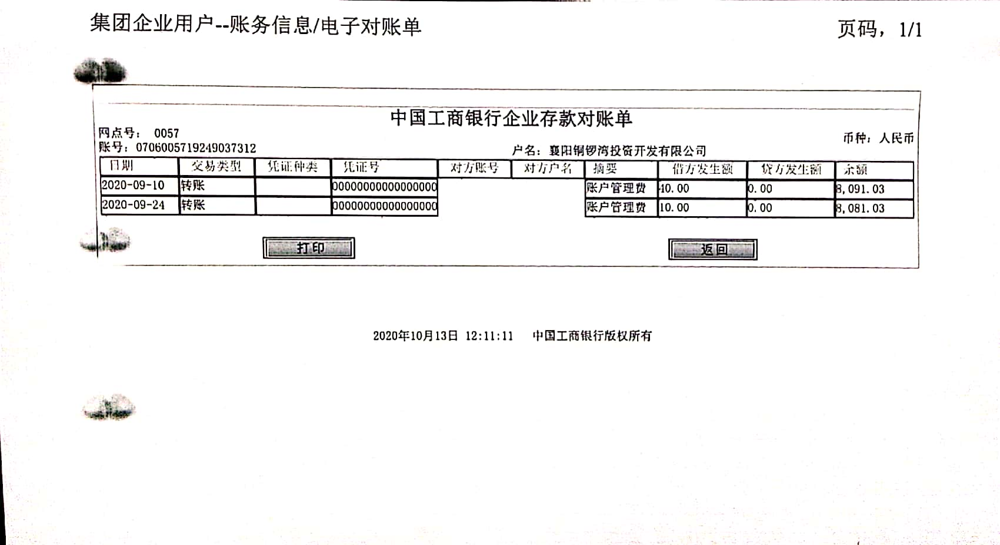 集团企业用户--账务信息/电子对账单 页码，1/1
中国工商银行企业存款对账单
网点号： 0057 币种：人民币
账号：0706005719249037312 户名：襄阳铜锣湾投资开发有限公司
日期 交易类型 凭证种类 凭证号 对方账号 对方户名 摘要 借方发生额 贷方发生额 余额
2020-09-10 转账 00000000000000000 账户管理费 40.00 0.00 8,091.03
2020-09-24 转账 00000000000000000 账户管理费 10.00 0.00 8,081.03
打印 返回
2020年10月13日 12:11:11 中国工商银行版权所有